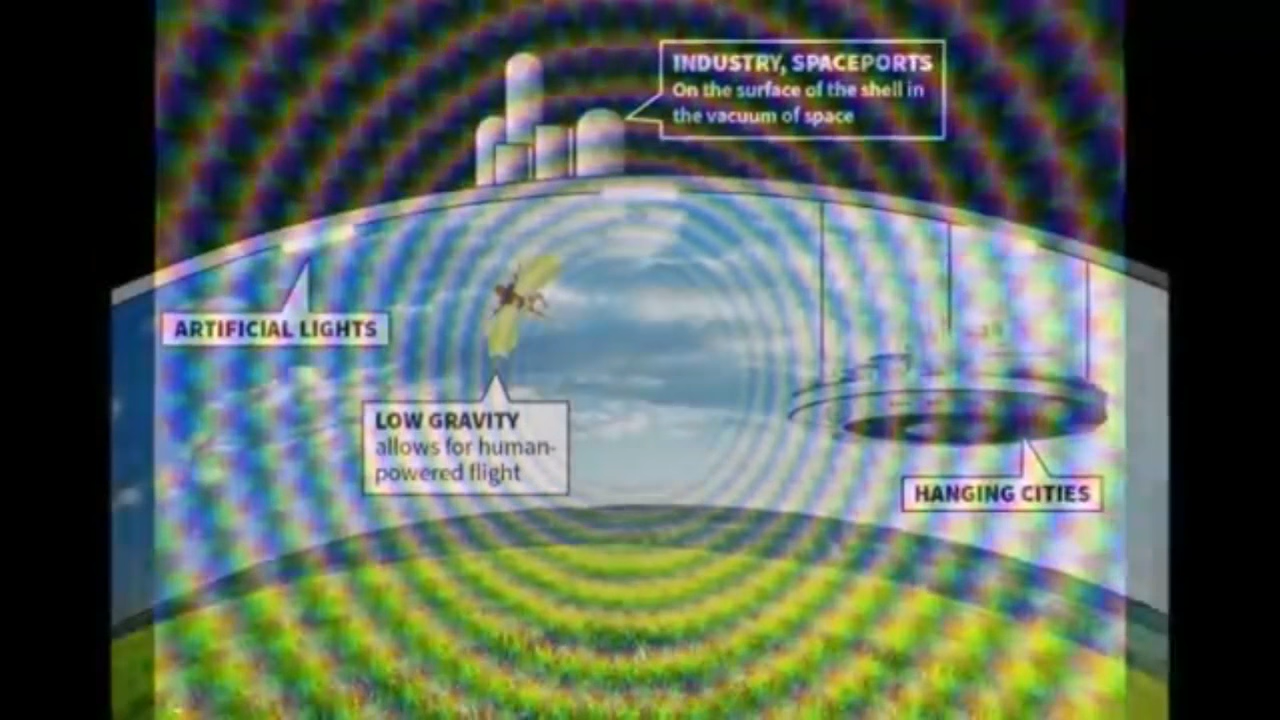 INDUSTRY, SPACEPORTS
On the surface of the shell in
the vacuum of space
ARTIFICIAL LIGHTS
LOW GRAVITY
allows for human-
powered flight
HANGING CITIES